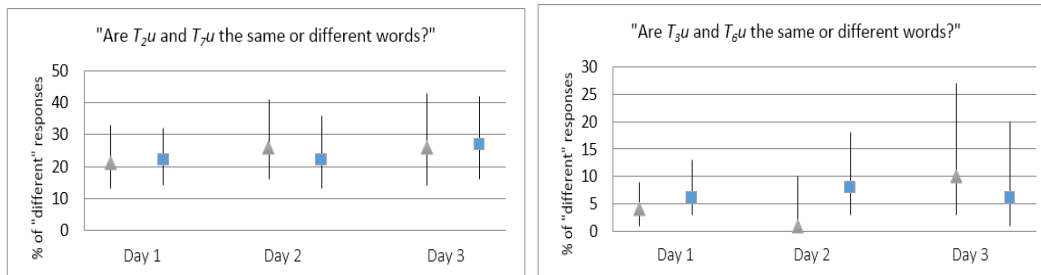 "Are T₂u and T₇u the same or different words?"
% of "different" responses
50
40
30
20
10
0
Day 1 Day 2 Day 3
"Are T₃u and T₆u the same or different words?"
% of "different" responses
30
25
20
15
10
5
0
Day 1 Day 2 Day 3